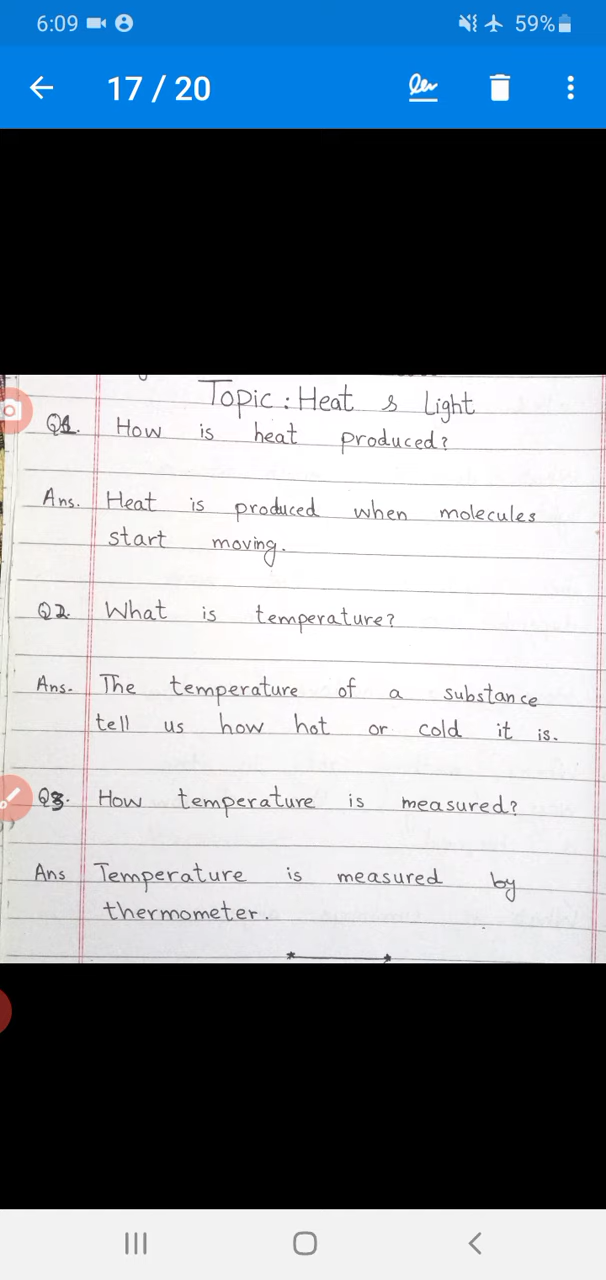 6:09 59%
17 / 20
Topic: Heat & Light
Q1. How is heat produced?
Ans. Heat is produced when molecules
start moving.
Q2. What is temperature?
Ans. The temperature of a substance
tell us how hot or cold it is.
Q3. How temperature is measured?
Ans Temperature is measured by
thermometer.